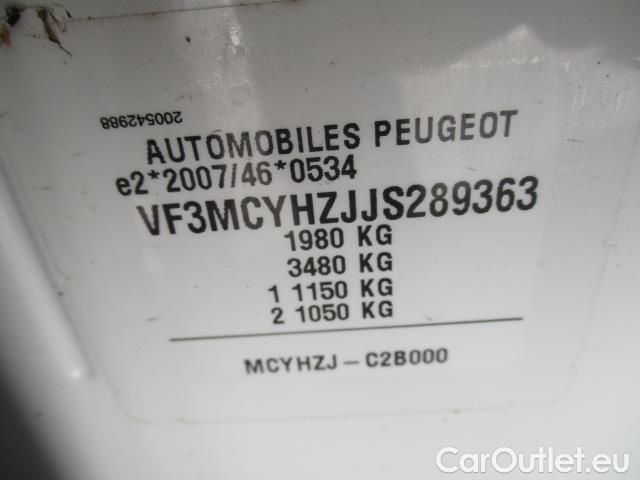 200542988
AUTOMOBILES PEUGEOT
e2*2007/46*0534
VF3MCYHZJJS289363
1980 KG
3480 KG
1 1150 KG
2 1050 KG
MCYHZJ – C2B000
CarOutlet.eu